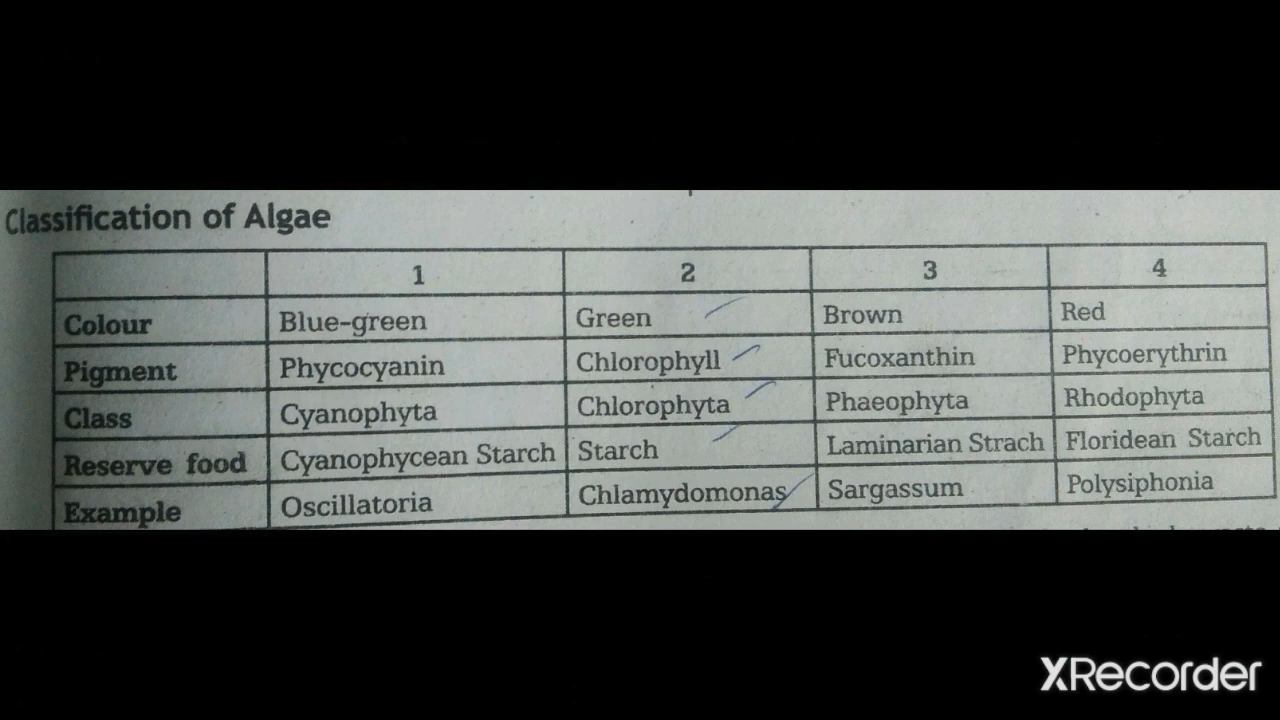 Classification of Algae
1 2 3 4
Colour Blue-green Green Brown Red
Pigment Phycocyanin Chlorophyll Fucoxanthin Phycoerythrin
Class Cyanophyta Chlorophyta Phaeophyta Rhodophyta
Reserve food Cyanophycean Starch Starch Laminarian Strach Floridean Starch
Example Oscillatoria Chlamydomonas Sargassum Polysiphonia
XRecorder